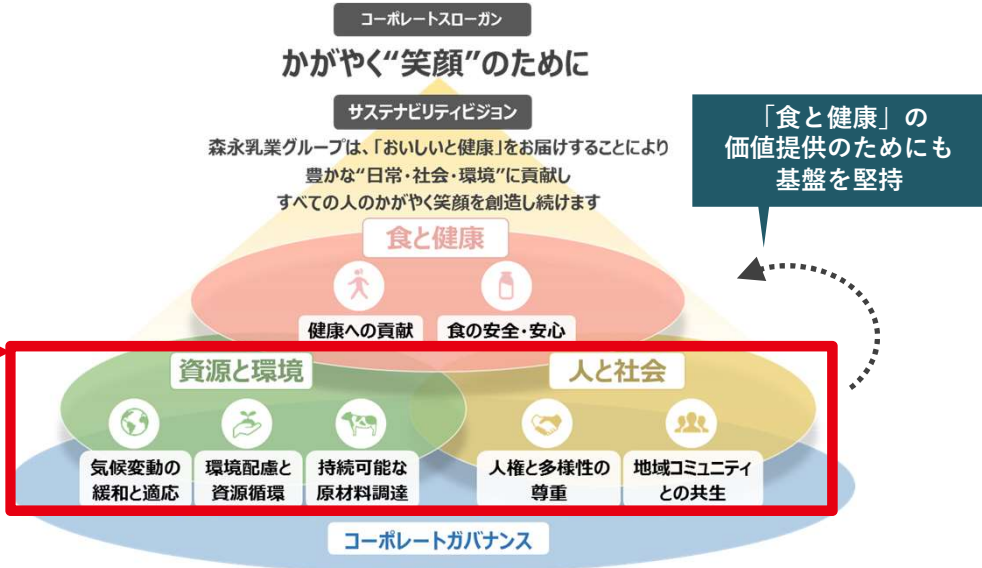 コーポレートスローガン
かがやく“笑顔”のために
サステナビリティビジョン
森永乳業グループは、「おいしいと健康」をお届けすることにより
豊かな“日常・社会・環境”に貢献し
すべての人のかがやく笑顔を創造し続けます
「食と健康」の
価値提供のためにも
基盤を堅持
食と健康
健康への貢献
食の安全・安心
資源と環境
人と社会
気候変動の
緩和と適応
環境配慮と
資源循環
持続可能な
原材料調達
人権と多様性の
尊重
地域コミュニティ
との共生
コーポレートガバナンス